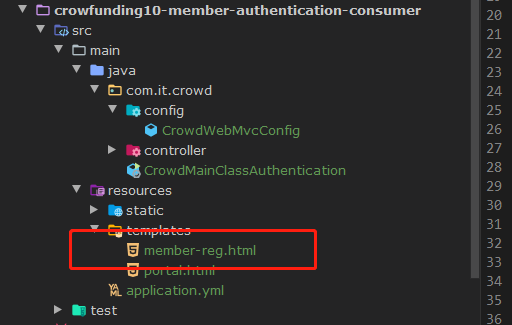 crowfunding10-member-authentication-consumer
src
main
java
com.it.crowd
config
CrowdWebMvcConfig
controller
CrowdMainClassAuthentication
resources
static
templates
member-reg.html
portal.html
application.yml
test
20
21
22
23
24
25
26
27
28
29
30
31
32
33
34
35
36